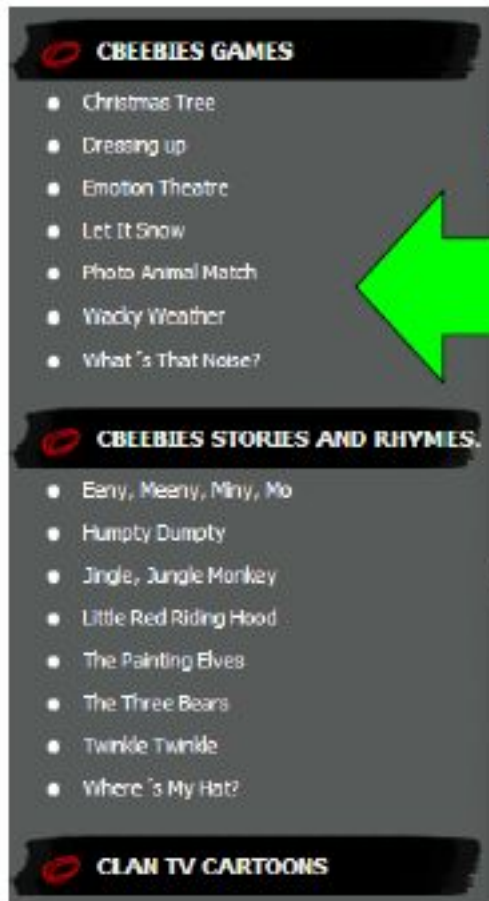 CBEEBIES GAMES
Christmas Tree
Dressing up
Emotion Theatre
Let It Snow
Photo Animal Match
Wacky Weather
What ´s That Noise?
CBEEBIES STORIES AND RHYMES.
Eeny, Meeny, Miny, Mo
Humpty Dumpty
Jingle, Jungle Monkey
Little Red Riding Hood
The Painting Elves
The Three Bears
Twinkle Twinkle
Where ´s My Hat?
CLAN TV CARTOONS